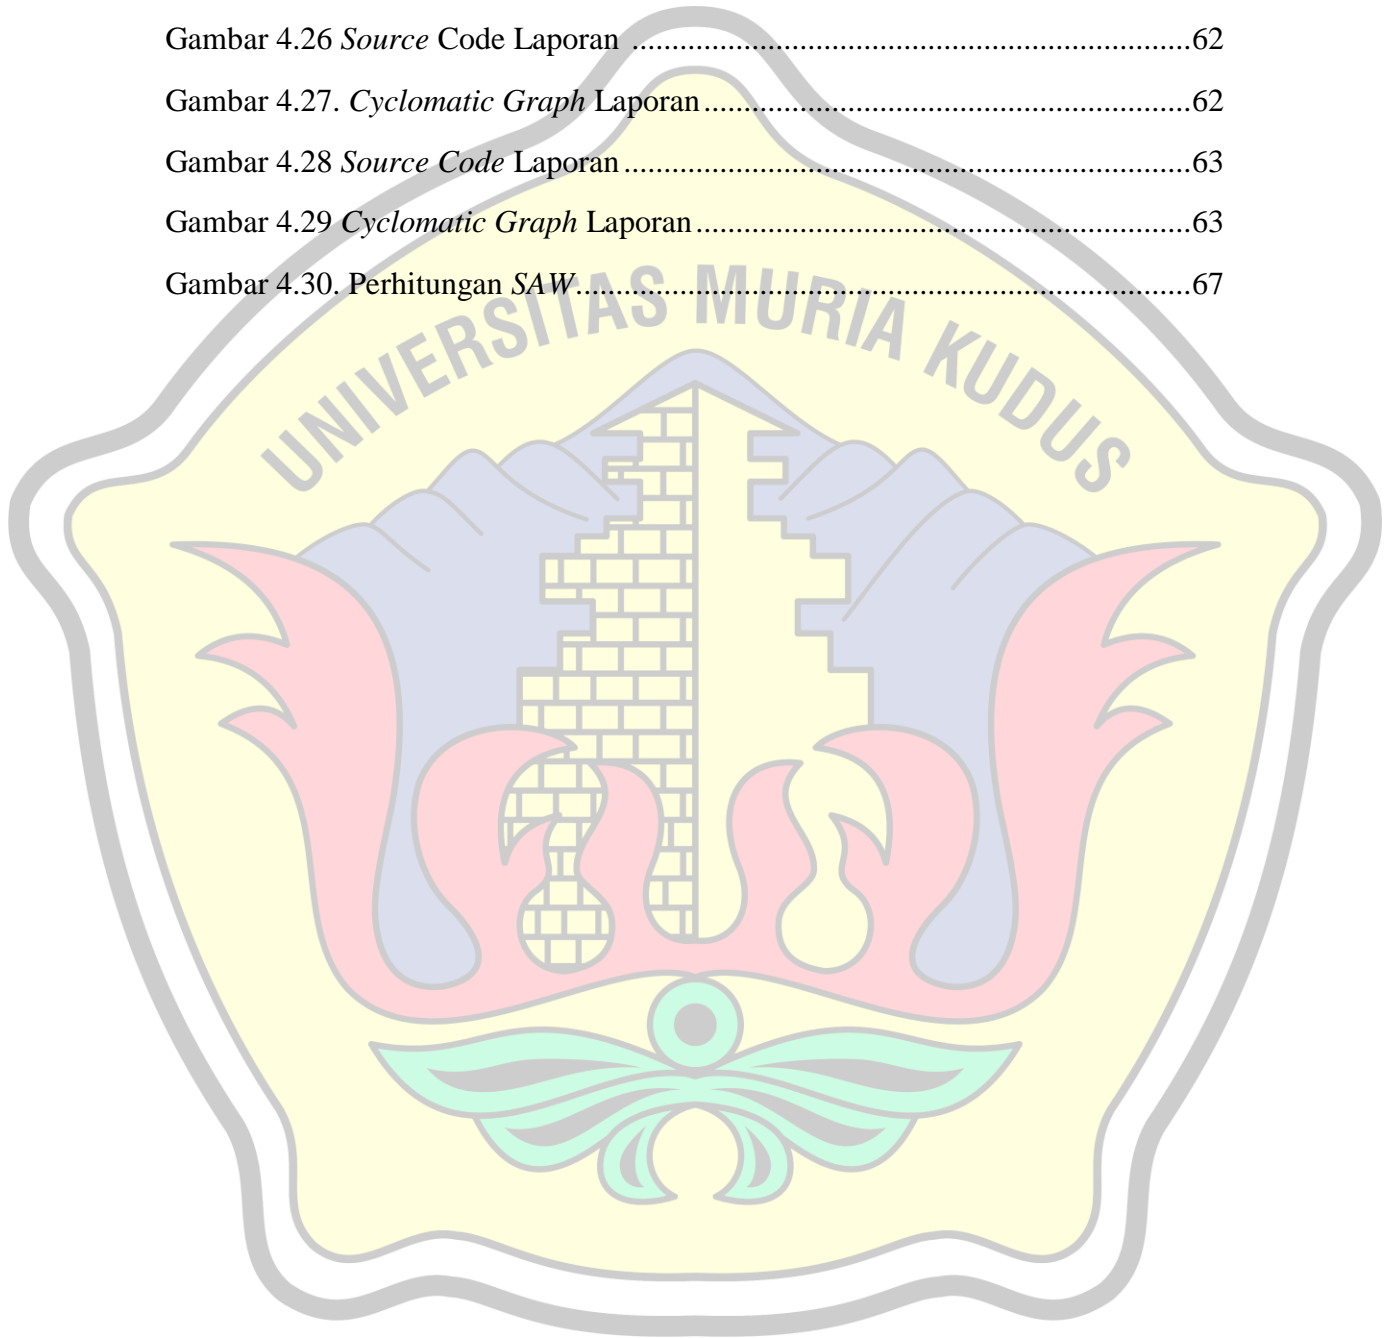 Gambar 4.26 Source Code Laporan ....................................................................62
Gambar 4.27. Cyclomatic Graph Laporan...........................................................62
Gambar 4.28 Source Code Laporan.....................................................................63
Gambar 4.29 Cyclomatic Graph Laporan............................................................63
Gambar 4.30. Perhitungan SAW...........................................................................67
UNIVERSITAS MURIA KUDUS